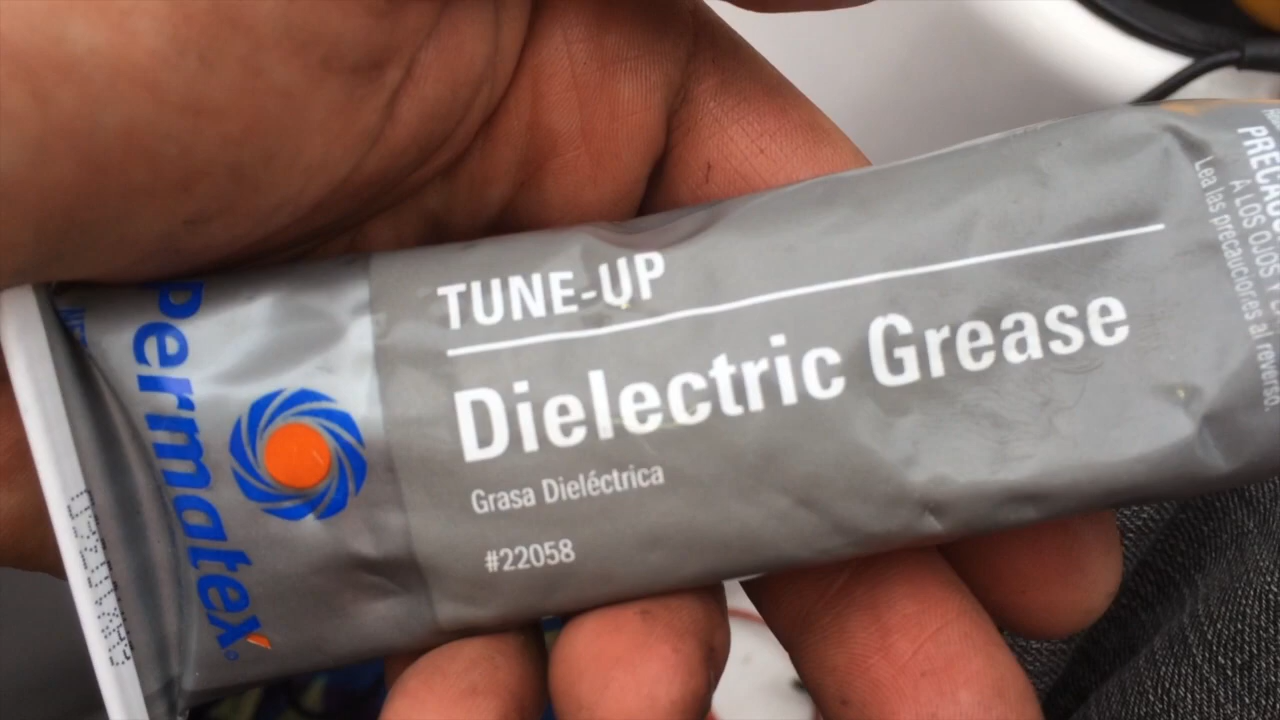 Permatex
TUNE-UP
Dielectric Grease
Grasa Dieléctrica
#22058
A LOS OJOS Y
Lea las precauciones al reverso.